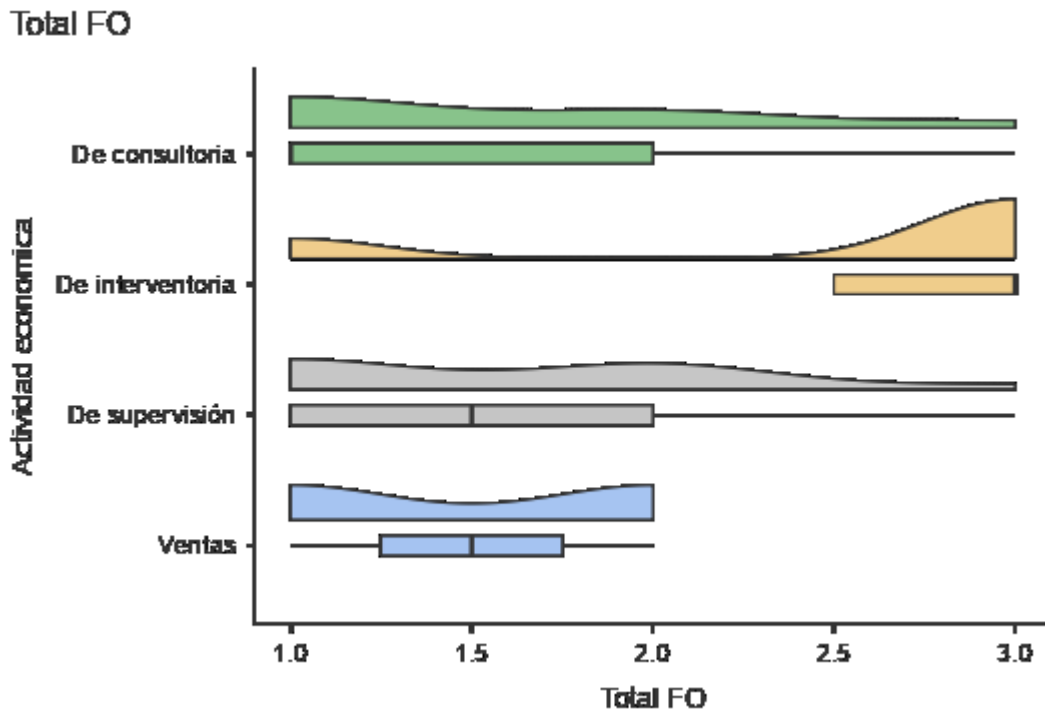 Total FO
De consultoria
De interventoria
De supervisión
Ventas
Actividad economica
1.0 1.5 2.0 2.5 3.0
Total FO